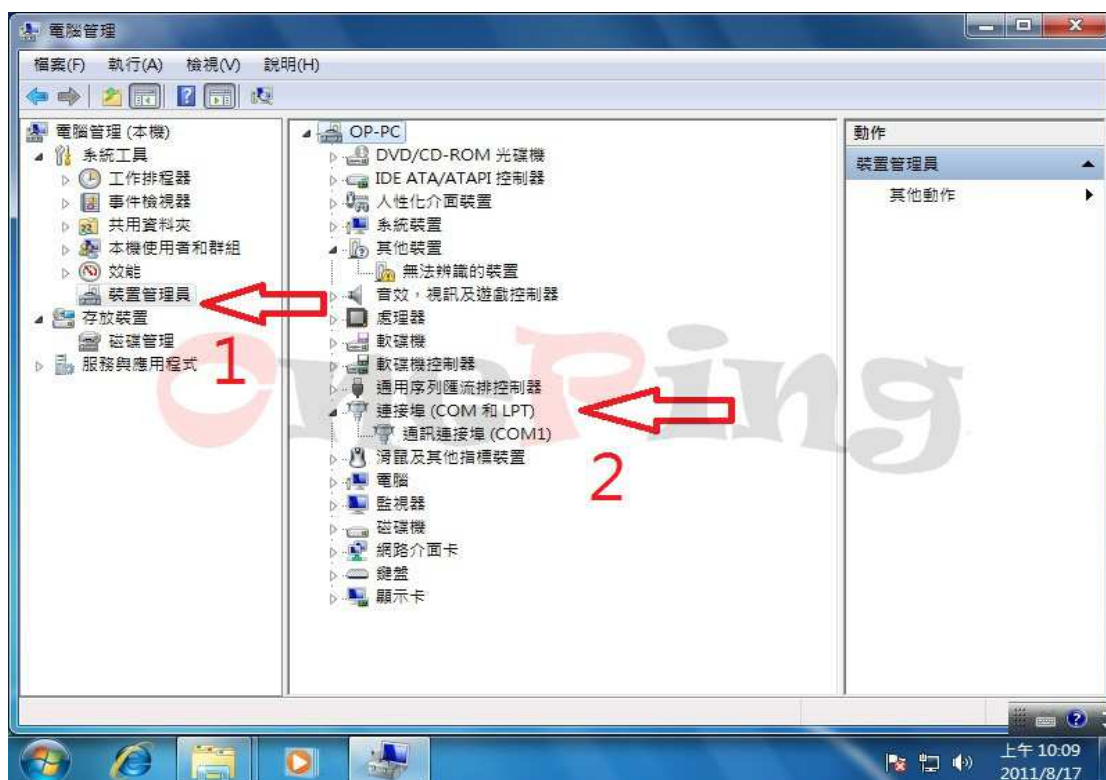 電腦管理
檔案(F) 執行(A) 檢視(V) 說明(H)
電腦管理 (本機)
系統工具
工作排程器
事件檢視器
共用資料夾
本機使用者和群組
效能
裝置管理員
存放裝置
磁碟管理
服務與應用程式
1
OP-PC
DVD/CD-ROM 光碟機
IDE ATA/ATAPI 控制器
人性化介面裝置
系統裝置
其他裝置
無法辨識的裝置
音效，視訊及遊戲控制器
處理器
軟碟機
軟碟機控制器
通用序列匯流排控制器
連接埠 (COM 和 LPT)
通訊連接埠 (COM1)
滑鼠及其他指標裝置
電腦
監視器
磁碟機
網路介面卡
鍵盤
顯示卡
2
動作
裝置管理員
其他動作
OneRing
上午 10:09
2011/8/17